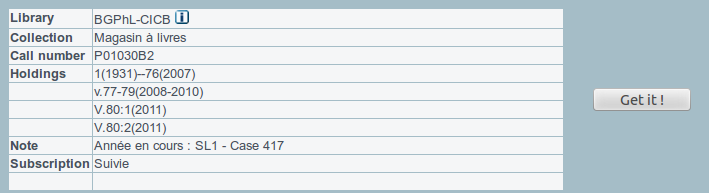 Library BGPhL-CICB i
Collection Magasin à livres
Call number P01030B2
Holdings 1(1931)--76(2007)
v.77-79(2008-2010)
V.80:1(2011)
V.80:2(2011)
Note Année en cours : SL1 - Case 417
Subscription Suivie
Get it !